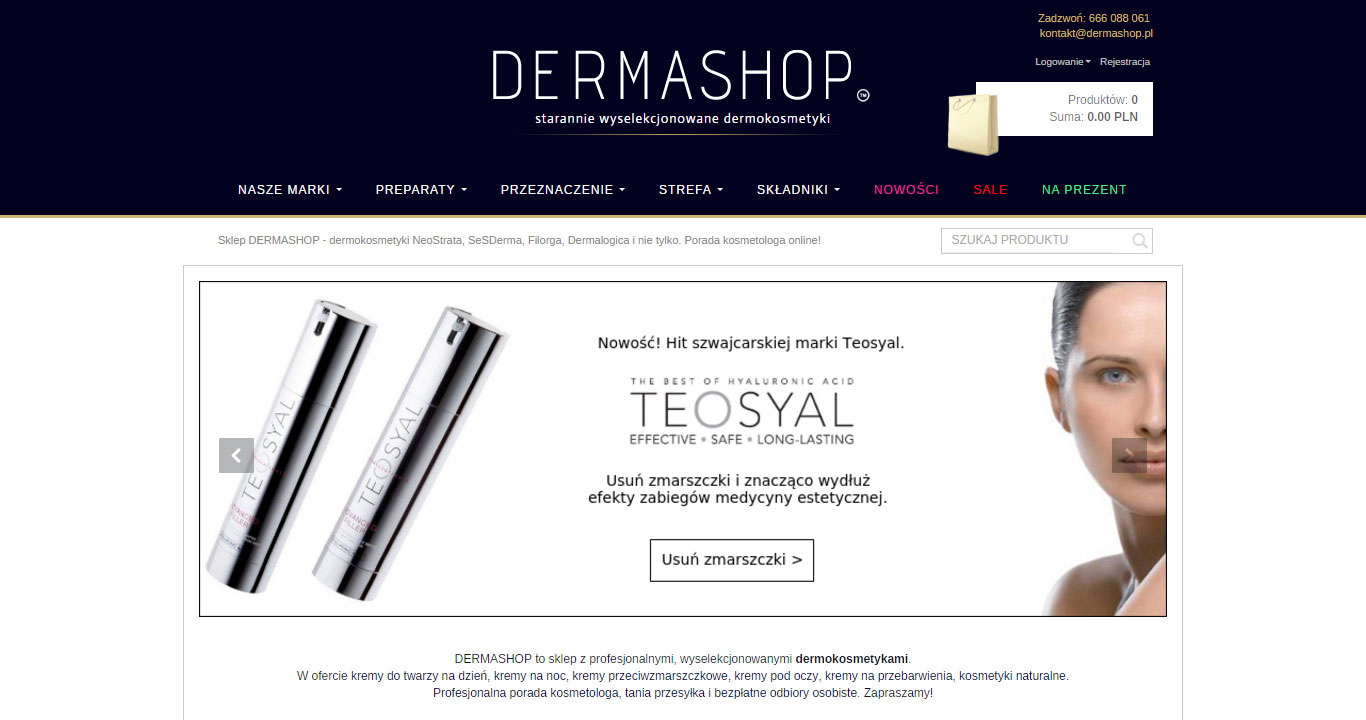 Zadzwoń: 666 088 061
kontakt@dermashop.pl
Logowanie Rejestracja
DERMASHOP TM
starannie wyselekcjonowane dermokosmetyki
Produktów: 0
Suma: 0.00 PLN
NASZE MARKI PREPARATY PRZEZNACZENIE STREFA SKŁADNIKI NOWOŚCI SALE NA PREZENT
Sklep DERMASHOP - dermokosmetyki NeoStrata, SeSDerma, Filorga, Dermalogica i nie tylko. Porada kosmetologa online!
SZUKAJ PRODUKTU
TEOSYAL
TEOSYAL
Nowość! Hit szwajcarskiej marki Teosyal.
THE BEST OF HYALURONIC ACID
TEOSYAL
EFFECTIVE • SAFE • LONG-LASTING
Usuń zmarszczki i znacząco wydłuż
efekty zabiegów medycyny estetycznej.
Usuń zmarszczki >
DERMASHOP to sklep z profesjonalnymi, wyselekcjonowanymi dermokosmetykami.
W ofercie kremy do twarzy na dzień, kremy na noc, kremy przeciwzmarszczkowe, kremy pod oczy, kremy na przebarwienia, kosmetyki naturalne.
Profesjonalna porada kosmetologa, tania przesyłka i bezpłatne odbiory osobiste. Zapraszamy!